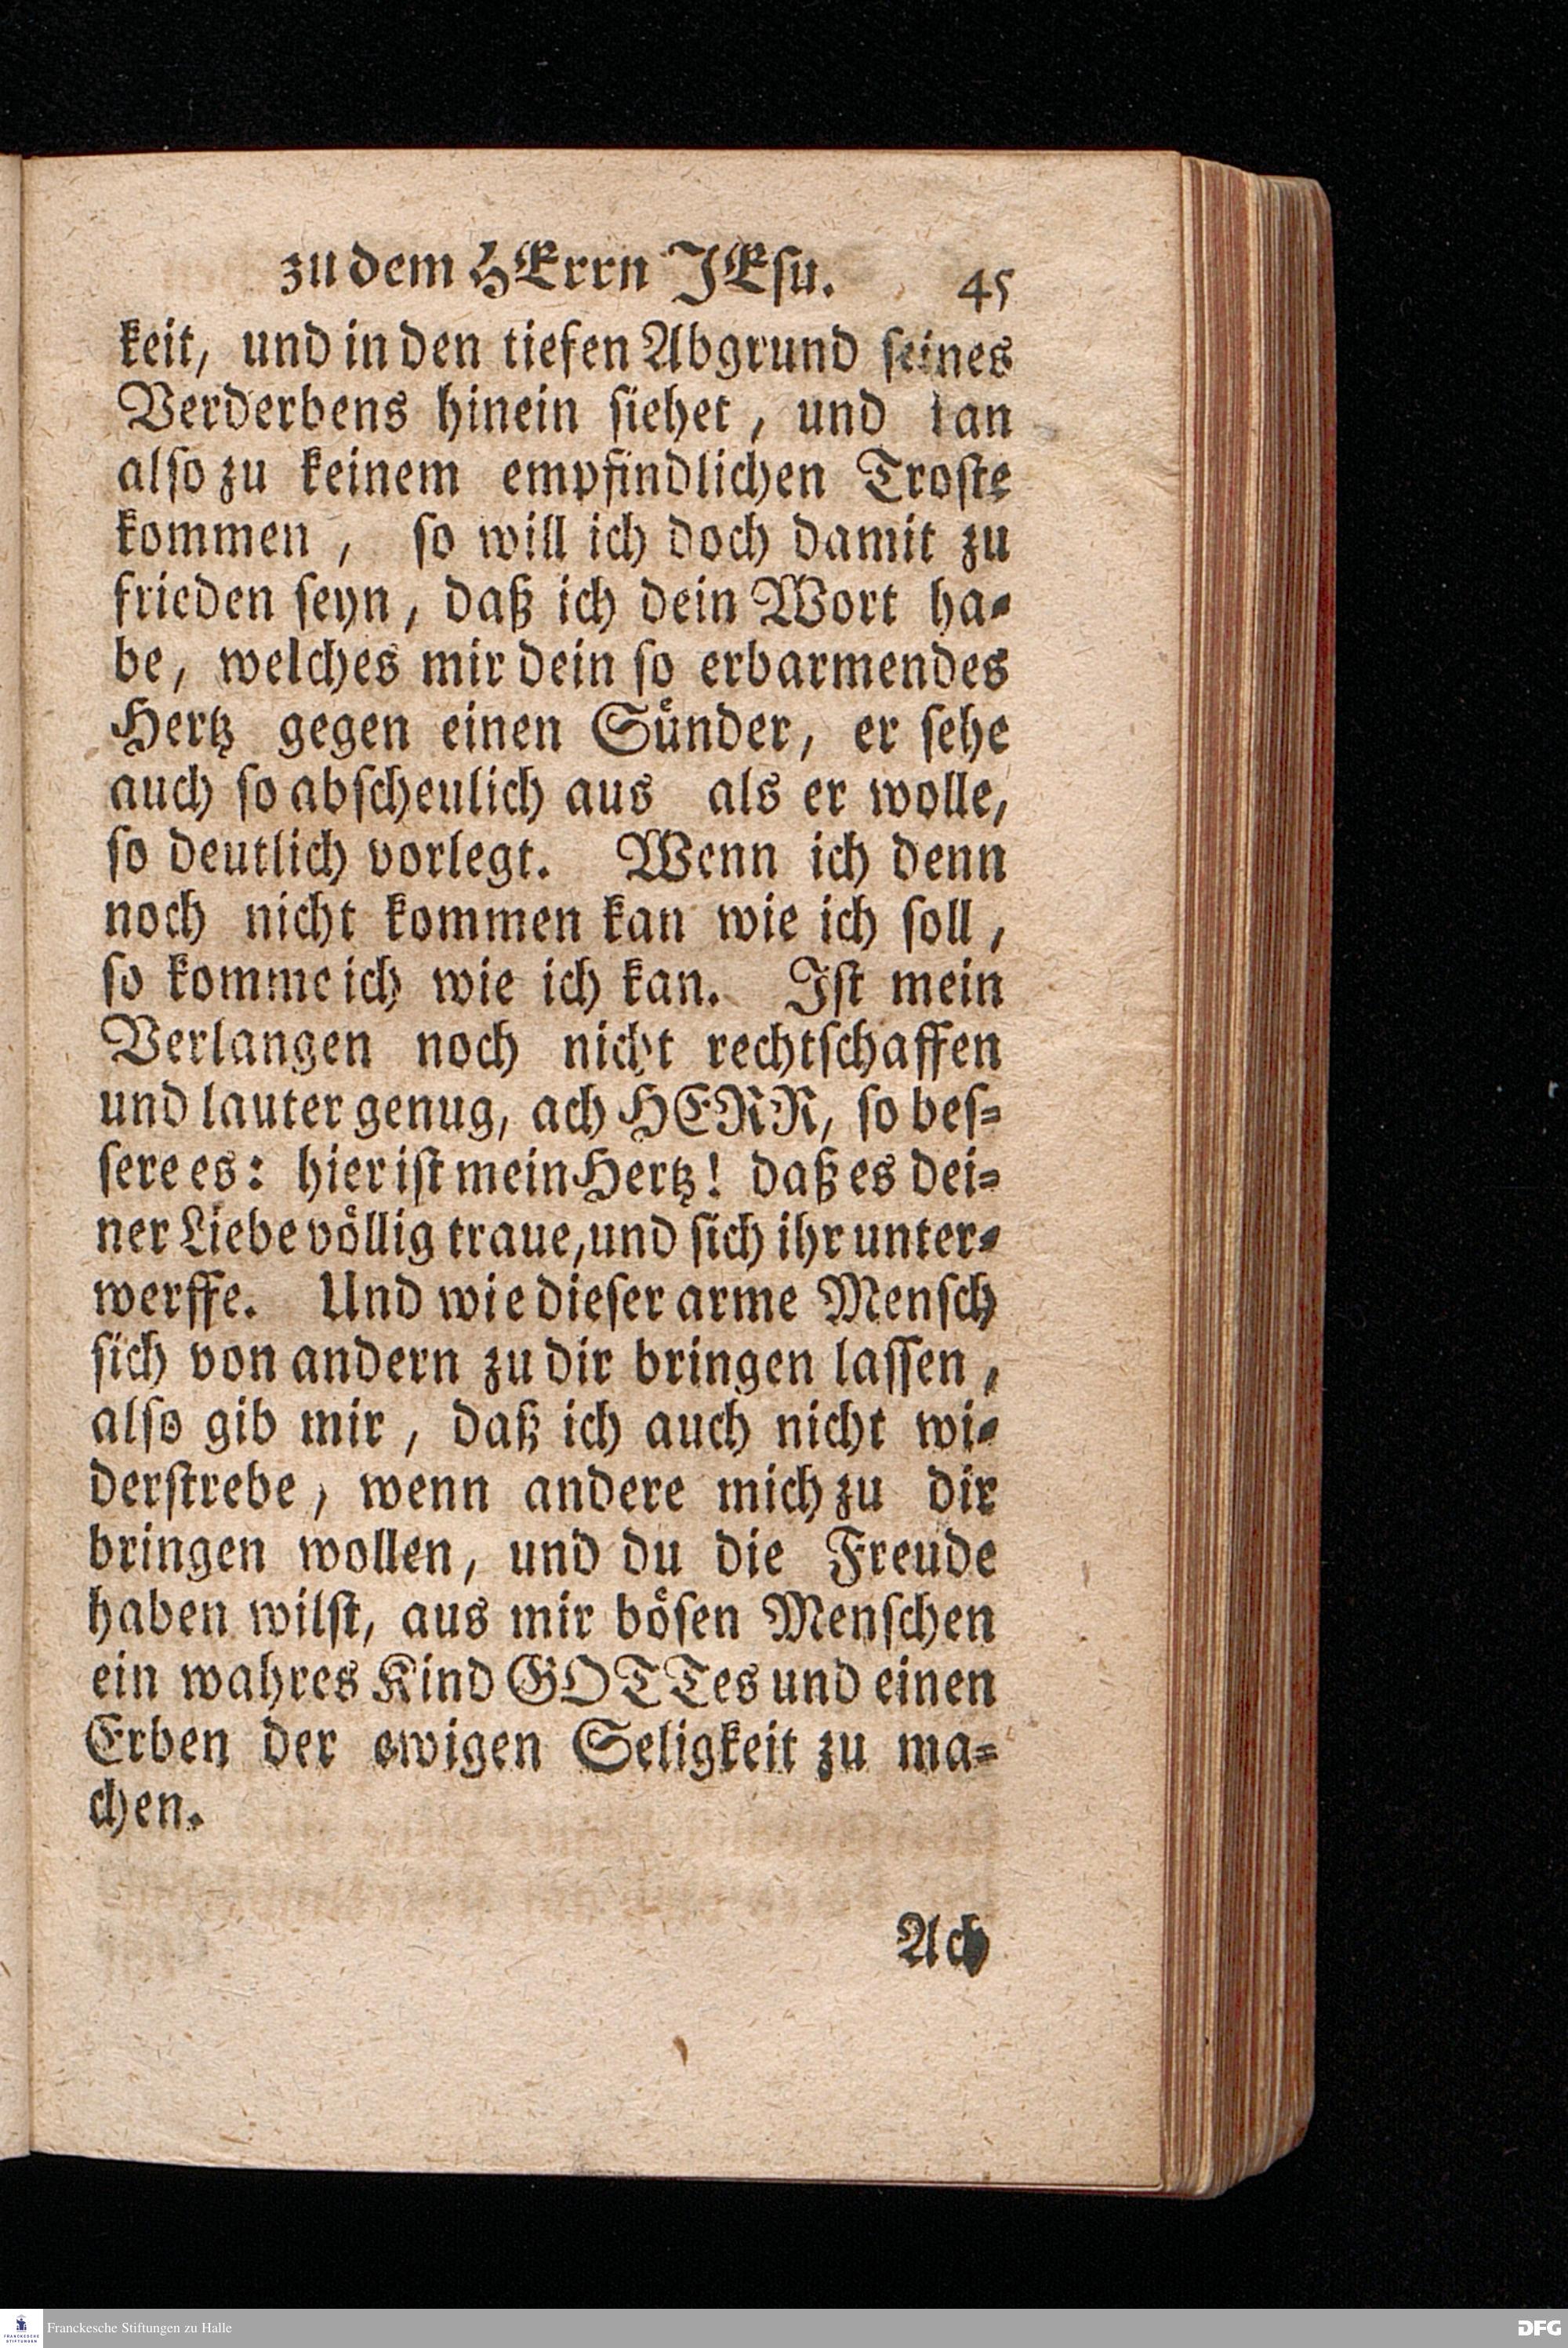 zu dem HErrn JEsu. 45
keit, und in den tiefen Abgrund seines
Verderbens hinein siehet, und kan
also zu keinem empfindlichen Troste
kommen, so will ich doch damit zu
frieden seyn, daß ich dein Wort ha-
be, welches mir dein so erbarmendes
Hertz gegen einen Sünder, er sehe
auch so abscheulich aus als er wolle,
so deutlich vorlegt. Wenn ich denn
noch nicht kommen kan wie ich soll,
so komme ich wie ich kan. Ist mein
Verlangen noch nicht rechtschaffen
und lauter genug, ach HERR, so bes-
sere es: hier ist mein Hertz! daß es dei-
ner Liebe völlig traue, und sich ihr unter-
werffe. Und wie dieser arme Mensch
sich von andern zu dir bringen lassen,
also gib mir, daß ich auch nicht wi-
derstrebe, wenn andere mich zu dir
bringen wollen, und du die Freude
haben wilst, aus mir bösen Menschen
ein wahres Kind GOTTes und einen
Erben der ewigen Seligkeit zu ma-
chen.
Ach
Franckesche Stiftungen zu Halle
DFG